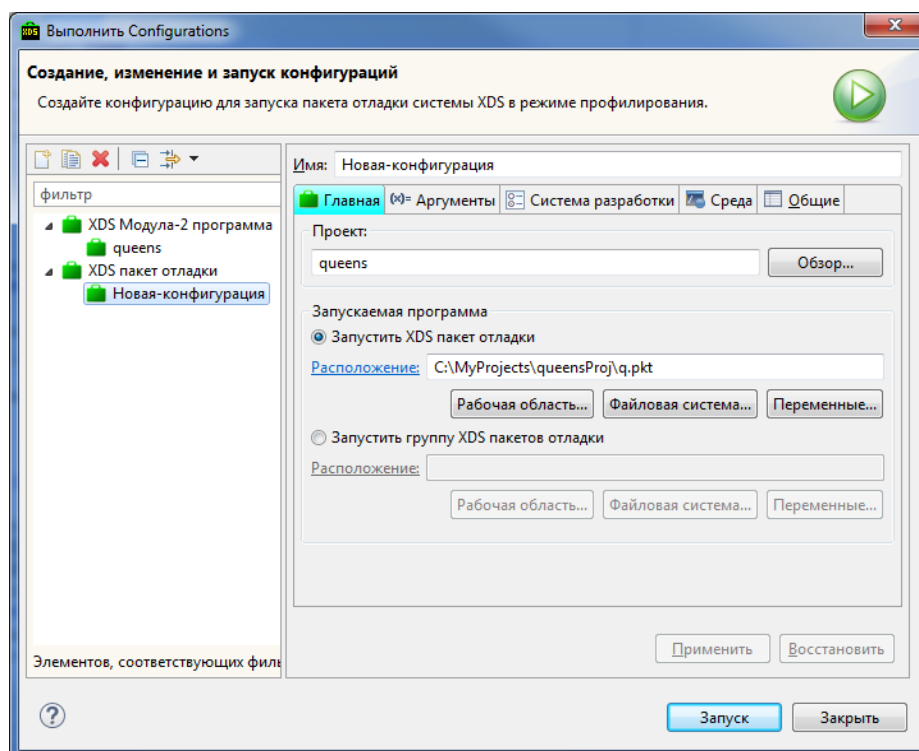 XDS Выполнить Configurations
Создание, изменение и запуск конфигураций
Создайте конфигурацию для запуска пакета отладки системы XDS в режиме профилирования.
Имя: Новая-конфигурация
фильтр
Главная (x)= Аргументы Система разработки Среда Общие
XDS Модула-2 программа
queens
XDS пакет отладки
Новая-конфигурация
Проект:
queens Обзор...
Запускаемая программа
Запустить XDS пакет отладки
Расположение: C:\MyProjects\queensProj\q.pkt
Рабочая область... Файловая система... Переменные...
Запустить группу XDS пакетов отладки
Расположение:
Рабочая область... Файловая система... Переменные...
Элементов, соответствующих филь
Применить Восстановить
? Запуск Закрыть